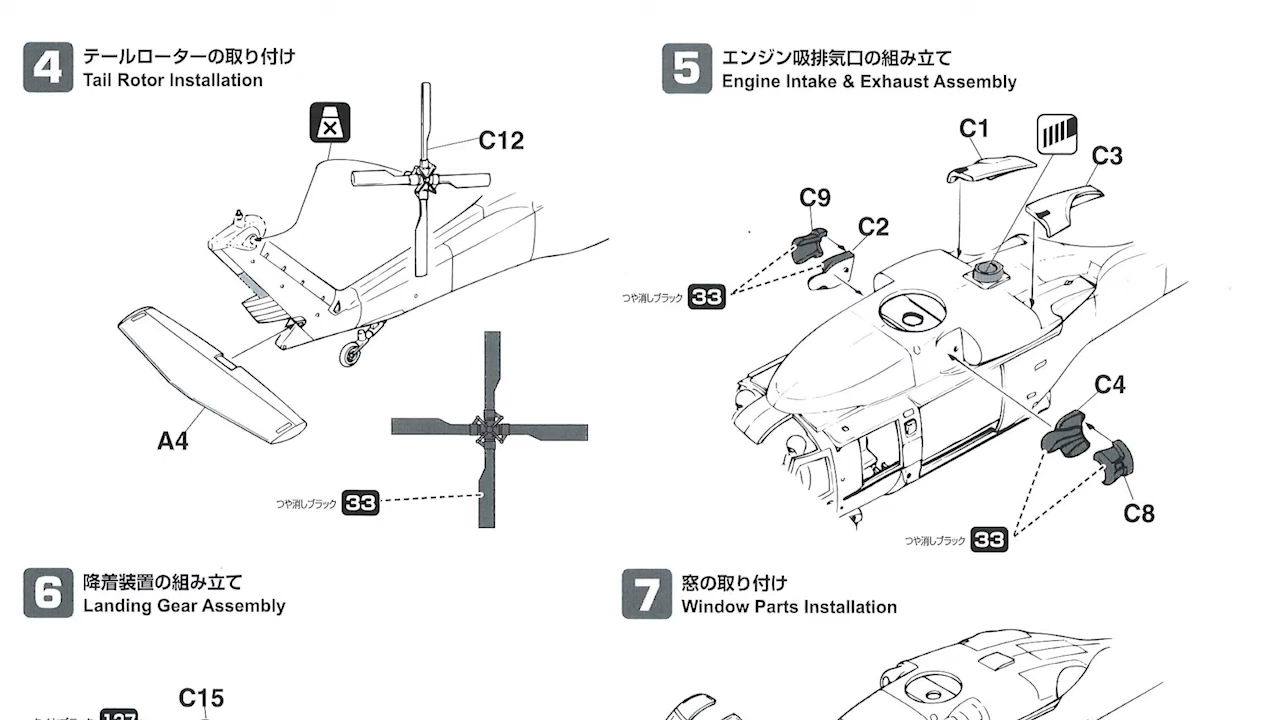 4
テールローターの取り付け
Tail Rotor Installation
C12
A4
つや消しブラック 33
5
エンジン吸排気口の組み立て
Engine Intake & Exhaust Assembly
C1
C3
C9
C2
つや消しブラック 33
C4
C8
つや消しブラック 33
6
降着装置の組み立て
Landing Gear Assembly
C15
7
窓の取り付け
Window Parts Installation